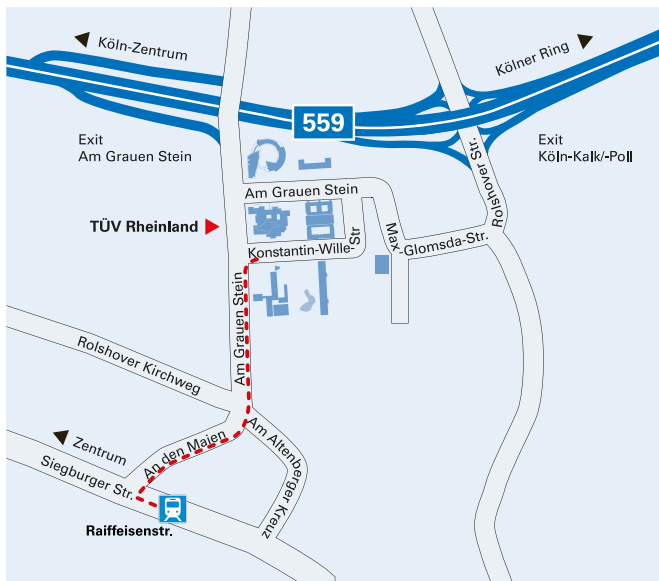 Köln-Zentrum
Kölner Ring
559
Exit
Am Grauen Stein
Exit
Köln-Kalk/-Poll
Rolshover Str.
Am Grauen Stein
TÜV Rheinland
Konstantin-Wille-Str
Max-Glomsda-Str.
Am Grauen Stein
Rolshover Kirchweg
Zentrum
An den Maien
Am Altenberger Kreuz
Siegburger Str.
Raiffeisenstr.